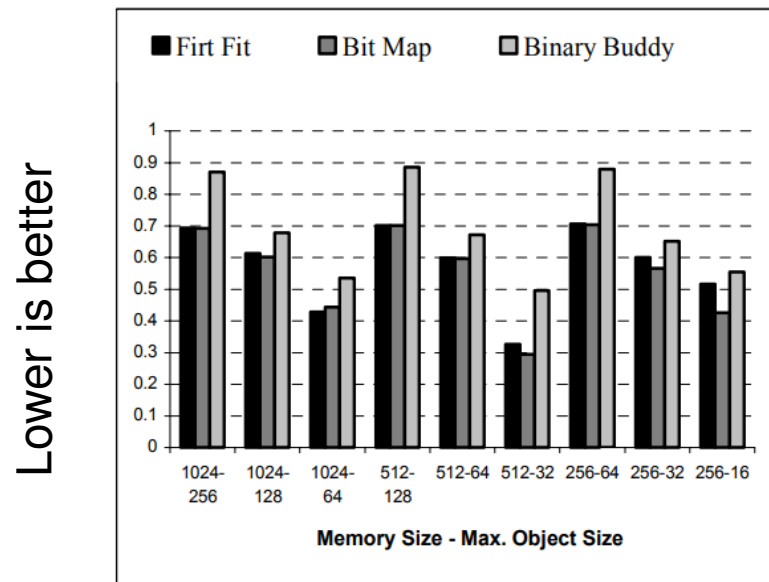 Lower is better
Firt Fit Bit Map Binary Buddy
1
0.9
0.8
0.7
0.6
0.5
0.4
0.3
0.2
0.1
0
1024- 1024- 1024- 512- 512-64 512-32 256-64 256-32 256-16
256 128 64 128
Memory Size - Max. Object Size